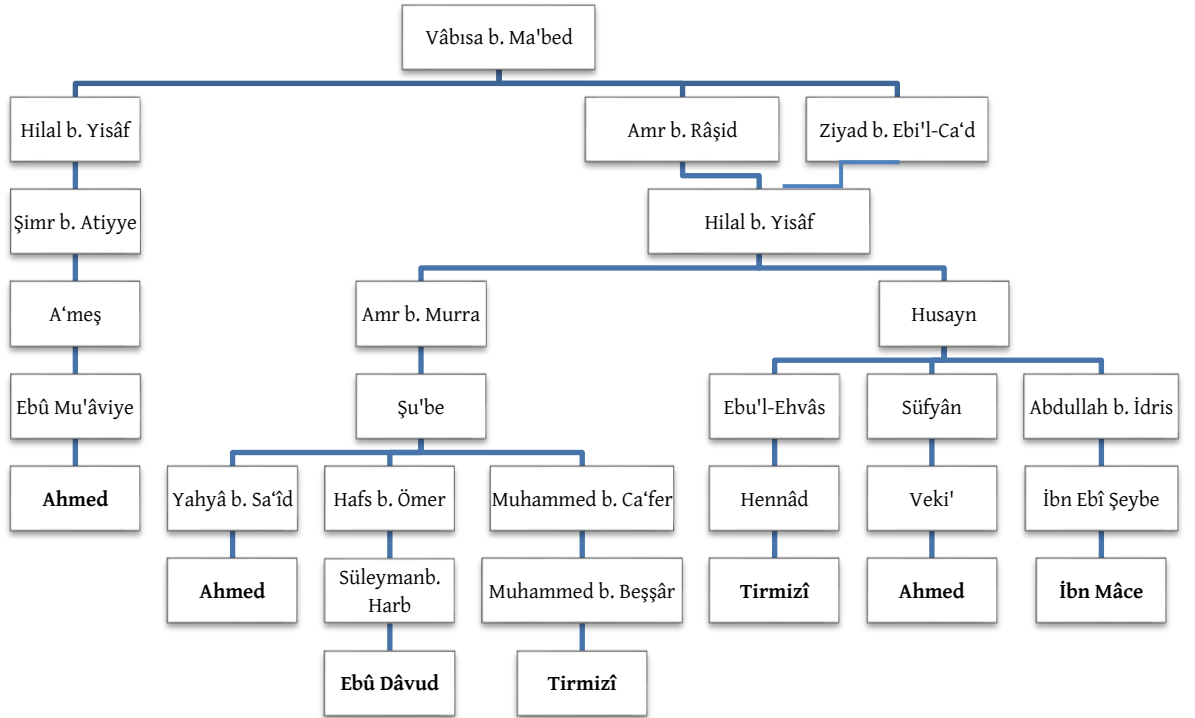 Vâbısa b. Ma'bed
Hilal b. Yisâf
Amr b. Râşid
Ziyad b. Ebi'l-Ca‘d
Şimr b. Atiyye
Hilal b. Yisâf
A‘meş
Amr b. Murra
Husayn
Ebû Mu'âviye
Şu'be
Ebu'l-Ehvâs
Süfyân
Abdullah b. İdris
Ahmed
Yahyâ b. Sa‘îd
Hafs b. Ömer
Muhammed b. Ca‘fer
Hennâd
Veki'
İbn Ebî Şeybe
Ahmed
Süleymanb.
Harb
Muhammed b. Beşşâr
Tirmizî
Ahmed
İbn Mâce
Ebû Dâvud
Tirmizî